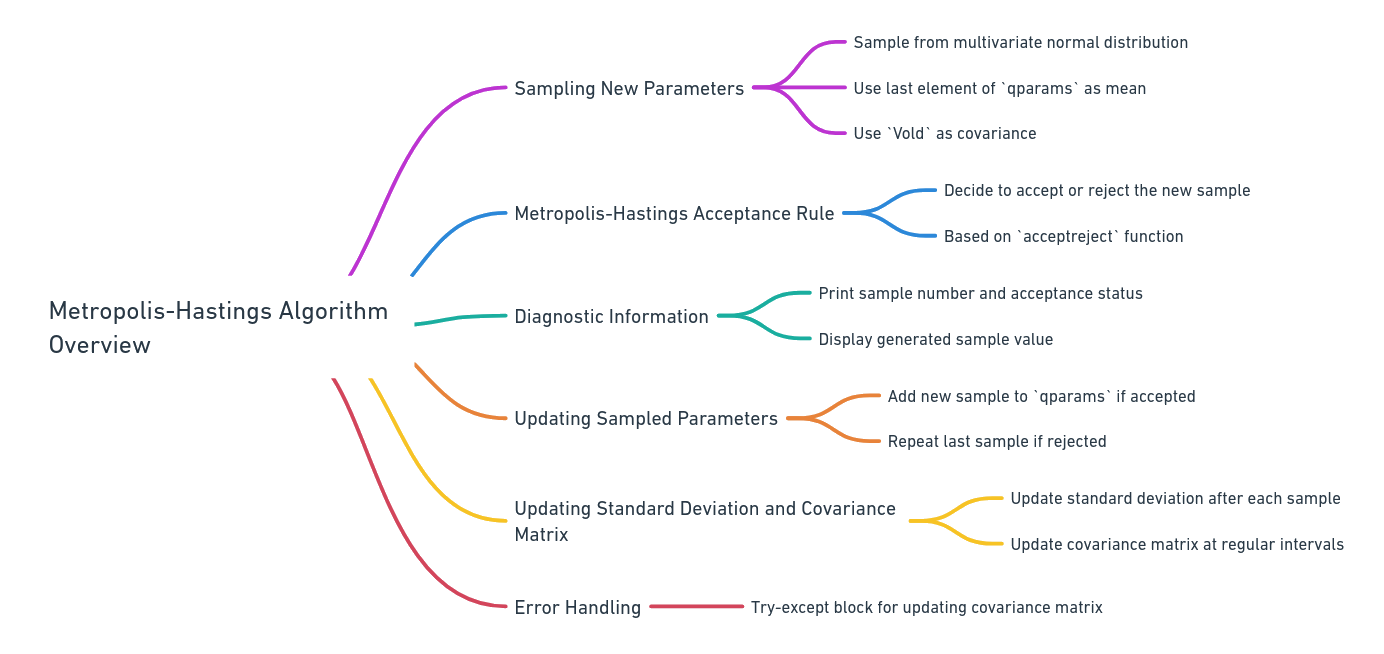 Metropolis-Hastings Algorithm
Overview
Sampling New Parameters
Sample from multivariate normal distribution
Use last element of `qparams` as mean
Use `Vold` as covariance
Metropolis-Hastings Acceptance Rule
Decide to accept or reject the new sample
Based on `acceptreject` function
Diagnostic Information
Print sample number and acceptance status
Display generated sample value
Updating Sampled Parameters
Add new sample to `qparams` if accepted
Repeat last sample if rejected
Updating Standard Deviation and Covariance
Matrix
Update standard deviation after each sample
Update covariance matrix at regular intervals
Error Handling
Try-except block for updating covariance matrix